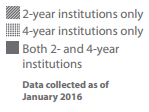 2-year institutions only
4-year institutions only
Both 2- and 4-year
institutions
Data collected as of
January 2016